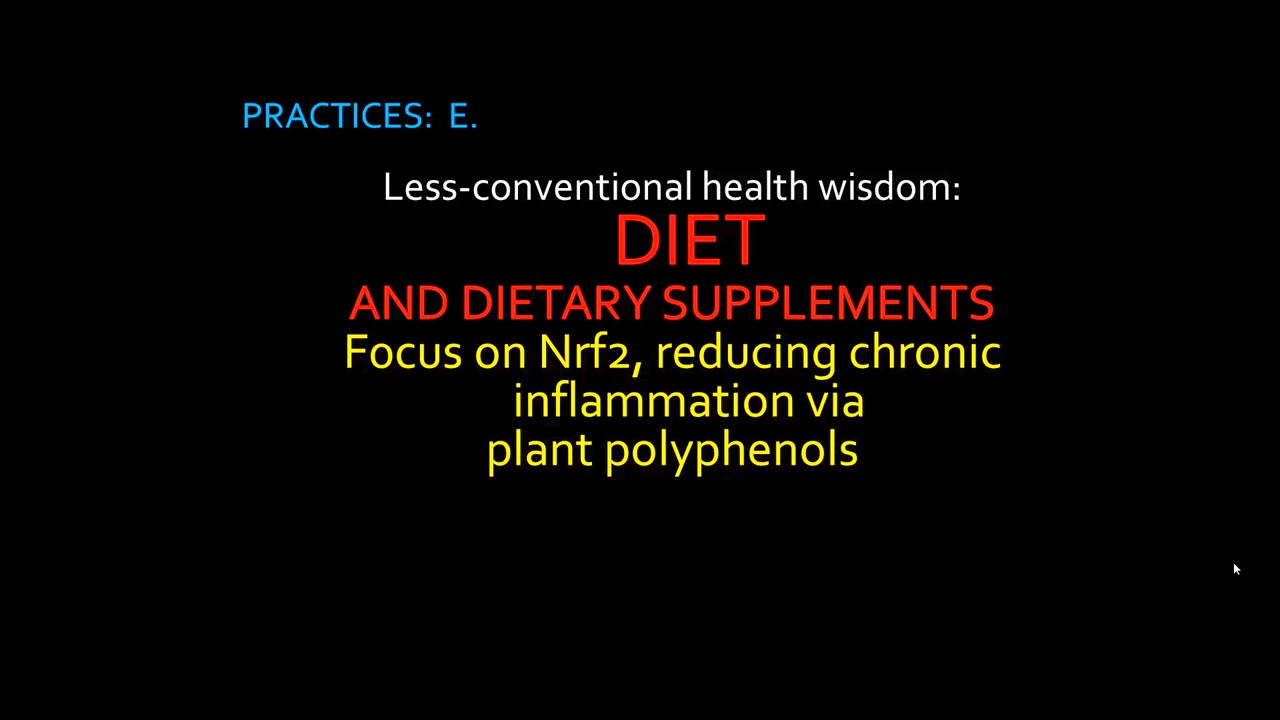 PRACTICES: E.
Less-conventional health wisdom:
DIET
AND DIETARY SUPPLEMENTS
Focus on Nrf2, reducing chronic
inflammation via
plant polyphenols